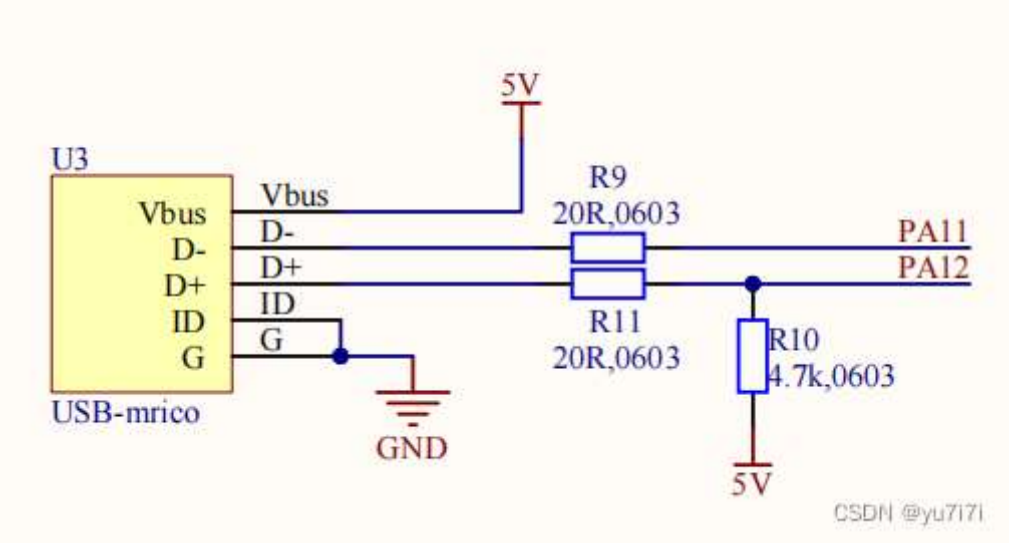 5V
U3
Vbus
D-
D+
ID
G
Vbus
D-
D+
ID
G
USB-mrico
GND
R9
20R,0603
R11
20R,0603
PA11
PA12
R10
4.7k,0603
5V
CSDN @yu7i7i